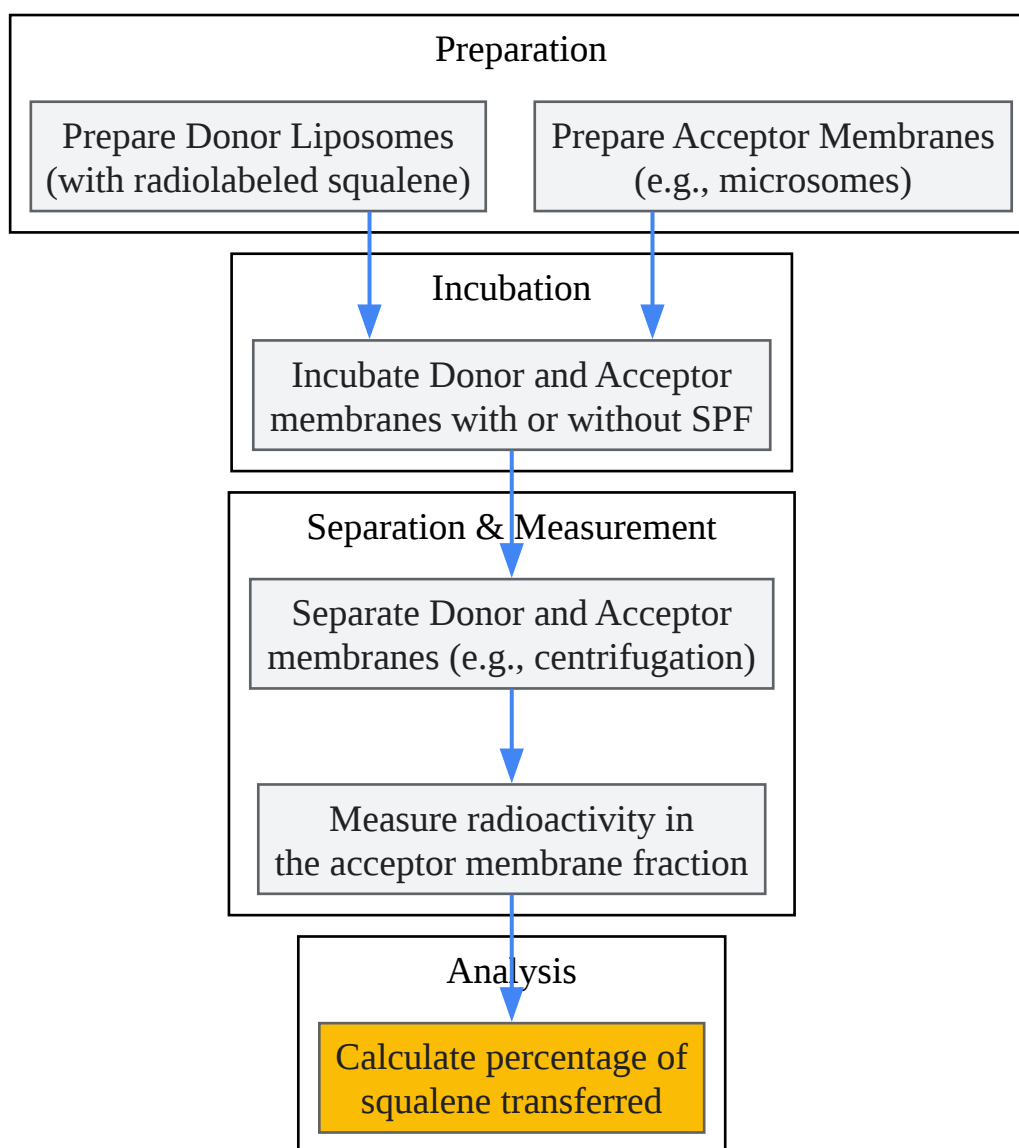 Preparation
Prepare Donor Liposomes
(with radiolabeled squalene)
Prepare Acceptor Membranes
(e.g., microsomes)
Incubation
Incubate Donor and Acceptor
membranes with or without SPF
Separation & Measurement
Separate Donor and Acceptor
membranes (e.g., centrifugation)
Measure radioactivity in
the acceptor membrane fraction
Analysis
Calculate percentage of
squalene transferred